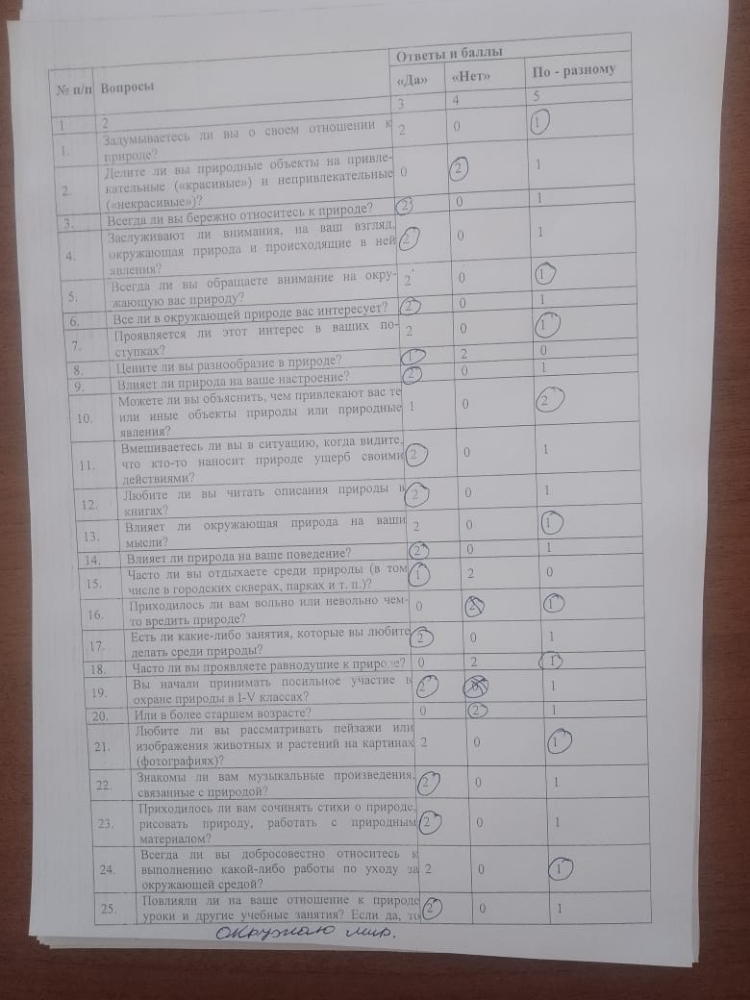 Ответы и баллы
№ п/п Вопросы «Да» «Нет» По - разному
1 2 3 4 5
1. Задумываетесь ли вы о своем отношении к 2 0 1
природе?
2. Делите ли вы природные объекты на привле- 0 2 1
кательные («красивые») и непривлекательные
(«некрасивые»)?
3. Всегда ли вы бережно относитесь к природе? 2 0 1
4. Заслуживают ли внимания, на ваш взгляд, 2 0 1
окружающая природа и происходящие в ней
явления?
5. Всегда ли вы обращаете внимание на окру- 2 0 1
жающую вас природу?
6. Все ли в окружающей природе вас интересует? 2 0 1
7. Проявляется ли этот интерес в ваших по- 2 0 1
ступках?
8. Цените ли вы разнообразие в природе? 1 2 0
9. Влияет ли природа на ваше настроение? 2 0 1
10. Можете ли вы объяснить, чем привлекают вас те 1 0 2
или иные объекты природы или природные
явления?
11. Вмешиваетесь ли вы в ситуацию, когда видите, 2 0 1
что кто-то наносит природе ущерб своими
действиями?
12. Любите ли вы читать описания природы в 2 0 1
книгах?
13. Влияет ли окружающая природа на ваши 2 0 1
мысли?
14. Влияет ли природа на ваше поведение? 2 0 1
15. Часто ли вы отдыхаете среди природы (в том 1 2 0
числе в городских скверах, парках и т. п.)?
16. Приходилось ли вам вольно или невольно чем- 0 2 1
то вредить природе?
17. Есть ли какие-либо занятия, которые вы любите 2 0 1
делать среди природы?
18. Часто ли вы проявляете равнодушие к природе? 0 2 1
19. Вы начали принимать посильное участие в 2 0 1
охране природы в I-V классах?
20. Или в более старшем возрасте? 0 2 1
21. Любите ли вы рассматривать пейзажи или 2 0 1
изображения животных и растений на картинах
(фотографиях)?
22. Знакомы ли вам музыкальные произведения, 2 0 1
связанные с природой?
23. Приходилось ли вам сочинять стихи о природе, 2 0 1
рисовать природу, работать с природным
материалом?
24. Всегда ли вы добросовестно относитесь к 2 0 1
выполнению какой-либо работы по уходу за
окружающей средой?
25. Повлияли ли на ваше отношение к природе 2 0 1
уроки и другие учебные занятия? Если да, то
окружаю мир.